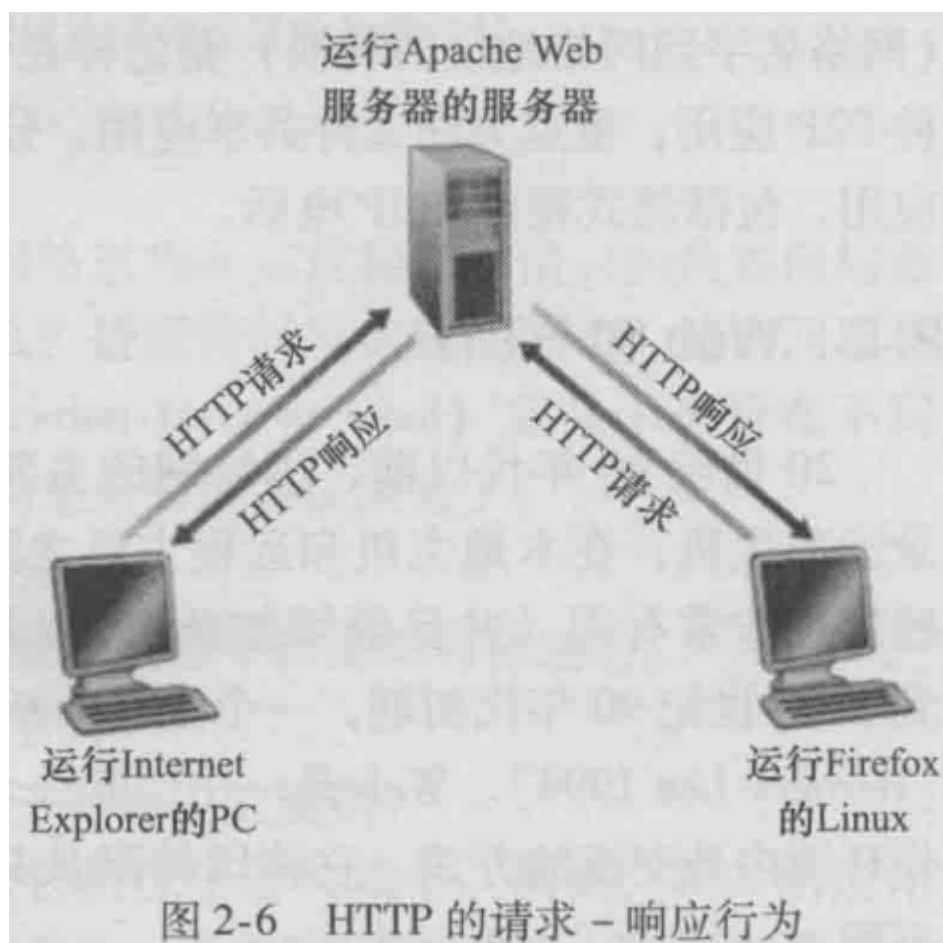 运行Apache Web
服务器的服务器
HTTP请求
HTTP响应
HTTP响应
HTTP请求
运行Internet
Explorer的PC
运行Firefox
的Linux
图 2-6 HTTP 的请求 – 响应行为